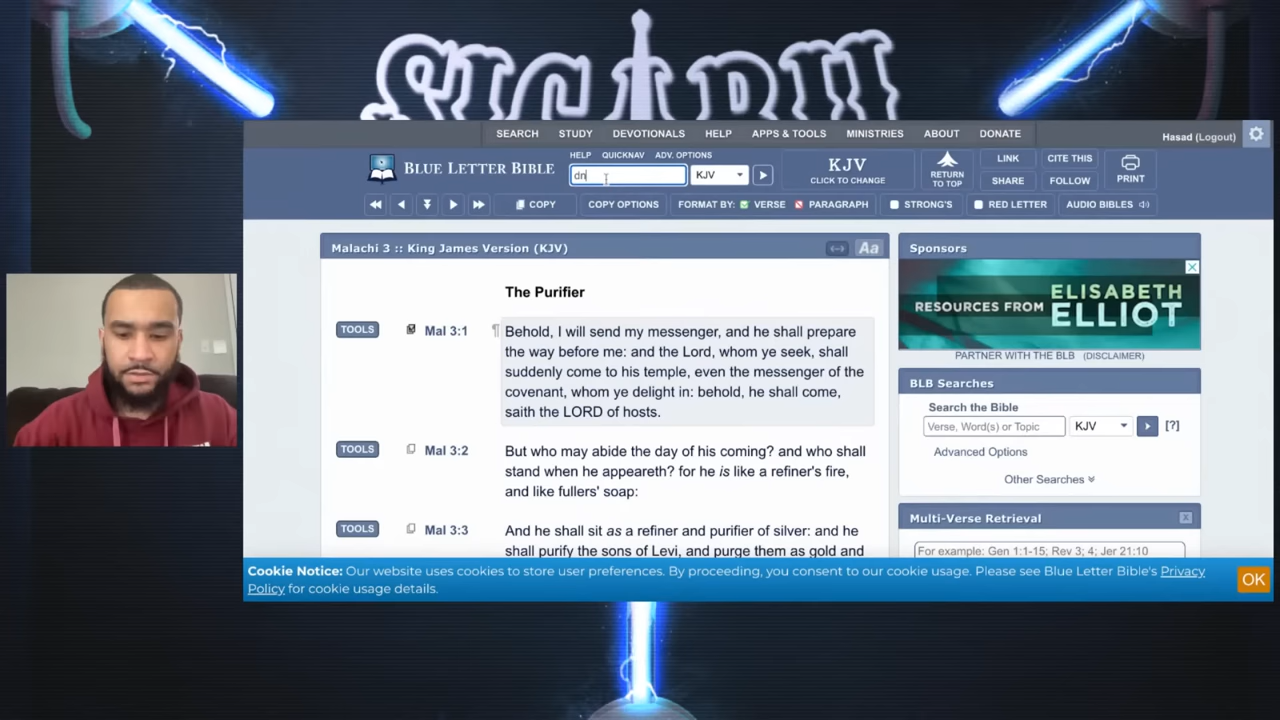 SICARII
SEARCH STUDY DEVOTIONALS HELP APPS & TOOLS MINISTRIES ABOUT DONATE Hasad (Logout)
HELP QUICKNAV ADV. OPTIONS
BLUE LETTER BIBLE
dn KJV
KJV
CLICK TO CHANGE
RETURN
TO TOP
LINK CITE THIS
SHARE FOLLOW
PRINT
COPY COPY OPTIONS FORMAT BY: VERSE PARAGRAPH STRONG'S RED LETTER AUDIO BIBLES
Malachi 3 :: King James Version (KJV) Aa
The Purifier
TOOLS Mal 3:1 ¶ Behold, I will send my messenger, and he shall prepare
the way before me: and the Lord, whom ye seek, shall
suddenly come to his temple, even the messenger of the
covenant, whom ye delight in: behold, he shall come,
saith the LORD of hosts.
TOOLS Mal 3:2 But who may abide the day of his coming? and who shall
stand when he appeareth? for he is like a refiner's fire,
and like fullers' soap:
TOOLS Mal 3:3 And he shall sit as a refiner and purifier of silver: and he
shall purify the sons of Levi, and purge them as gold and
Sponsors
RESOURCES FROM ELISABETH
ELLIOT
PARTNER WITH THE BLB (DISCLAIMER)
BLB Searches
Search the Bible
Verse, Word(s) or Topic KJV [?]
Advanced Options
Other Searches
Multi-Verse Retrieval
For example: Gen 1:1-15; Rev 3; 4; Jer 21:10
Cookie Notice: Our website uses cookies to store user preferences. By proceeding, you consent to our cookie usage. Please see Blue Letter Bible's Privacy
Policy for cookie usage details.
OK